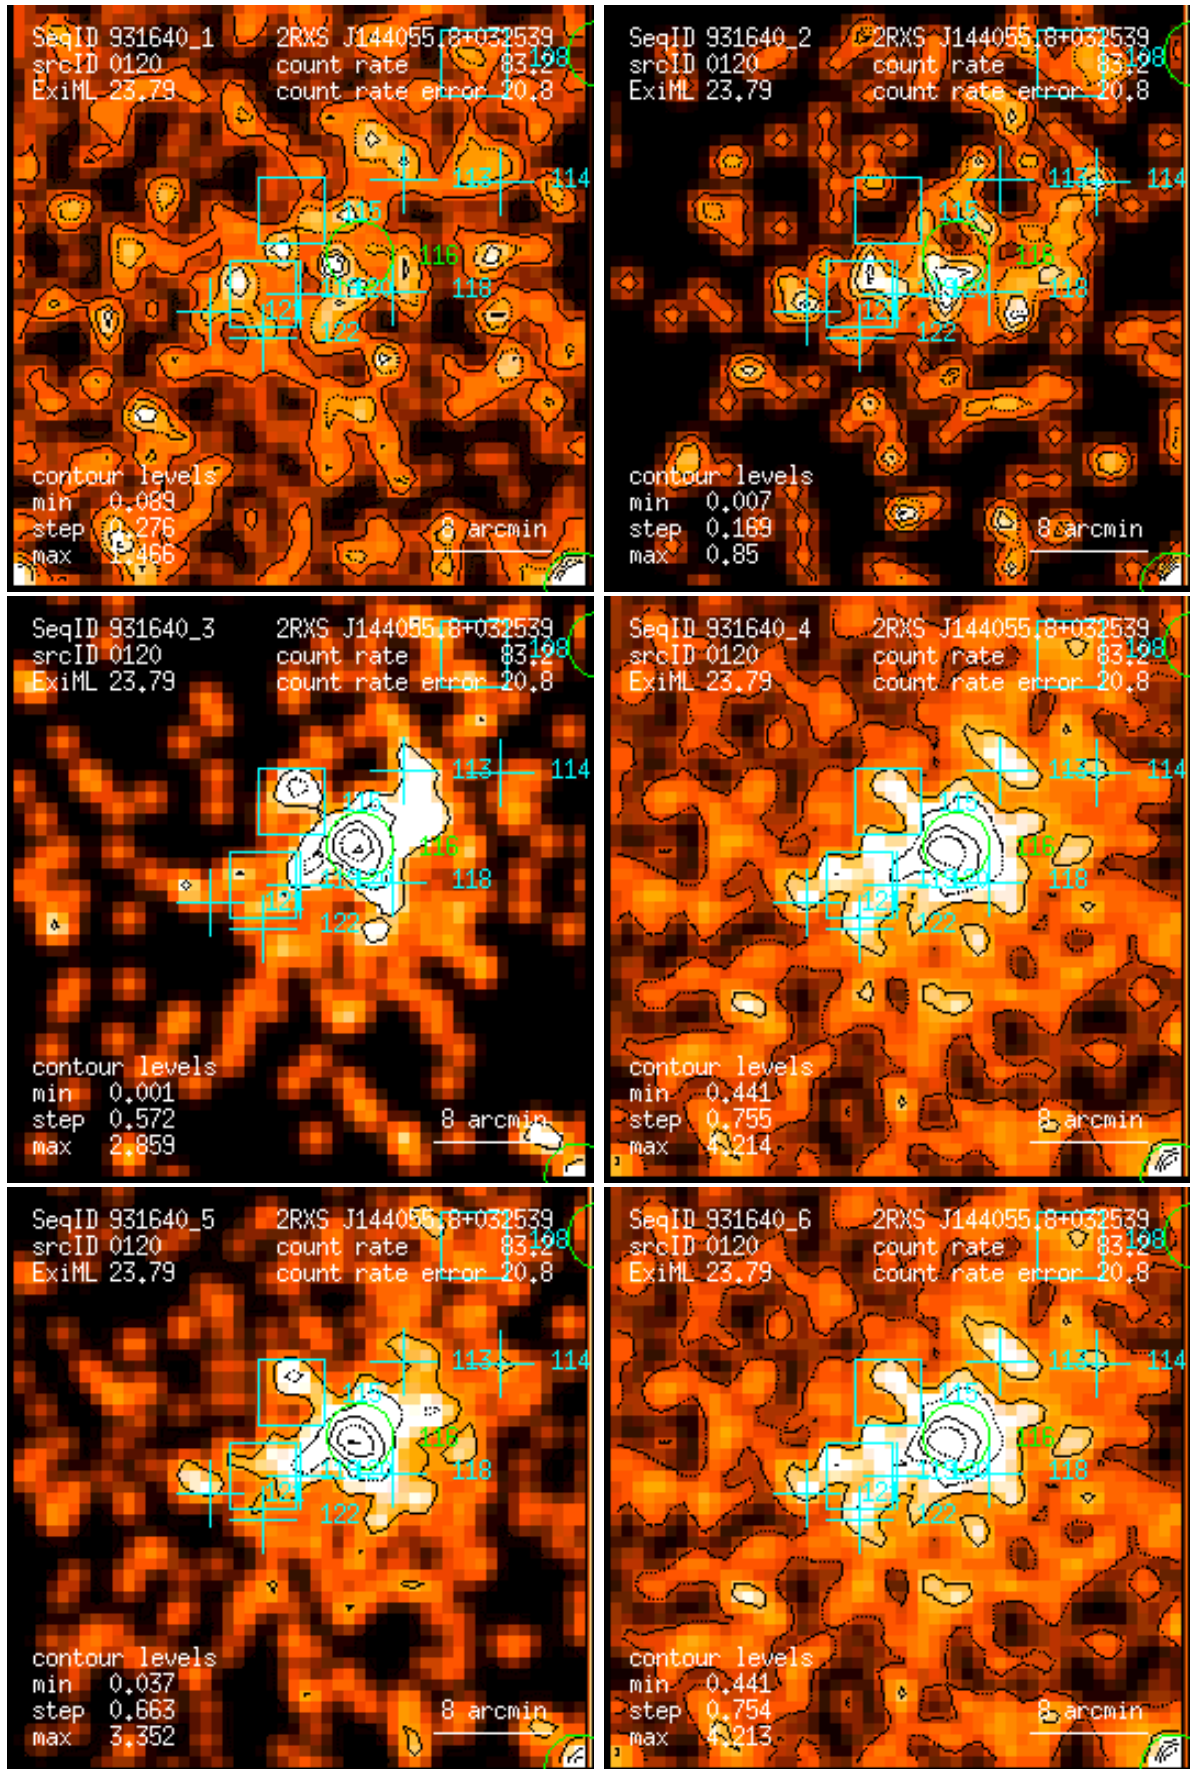 SeqID 931640_1 2RXS J144055.8+032539
srcID 0120 count rate 83.2
ExiML 23.79 count rate error 20.8
108
113
114
115
116
118
122
contour levels
min 0.089
step 0.276
max 1.466
8 arcmin
SeqID 931640_2 2RXS J144055.8+032539
srcID 0120 count rate 83.2
ExiML 23.79 count rate error 20.8
108
113
114
115
116
118
122
contour levels
min 0.007
step 0.169
max 0.85
8 arcmin
SeqID 931640_3 2RXS J144055.8+032539
srcID 0120 count rate 83.2
ExiML 23.79 count rate error 20.8
108
113
114
115
116
118
122
contour levels
min 0.001
step 0.572
max 2.859
8 arcmin
SeqID 931640_4 2RXS J144055.8+032539
srcID 0120 count rate 83.2
ExiML 23.79 count rate error 20.8
108
113
114
115
116
118
122
contour levels
min 0.441
step 0.755
max 4.214
8 arcmin
SeqID 931640_5 2RXS J144055.8+032539
srcID 0120 count rate 83.2
ExiML 23.79 count rate error 20.8
108
113
114
115
116
118
122
contour levels
min 0.037
step 0.663
max 3.352
8 arcmin
SeqID 931640_6 2RXS J144055.8+032539
srcID 0120 count rate 83.2
ExiML 23.79 count rate error 20.8
108
113
114
115
116
118
122
contour levels
min 0.441
step 0.754
max 4.213
8 arcmin